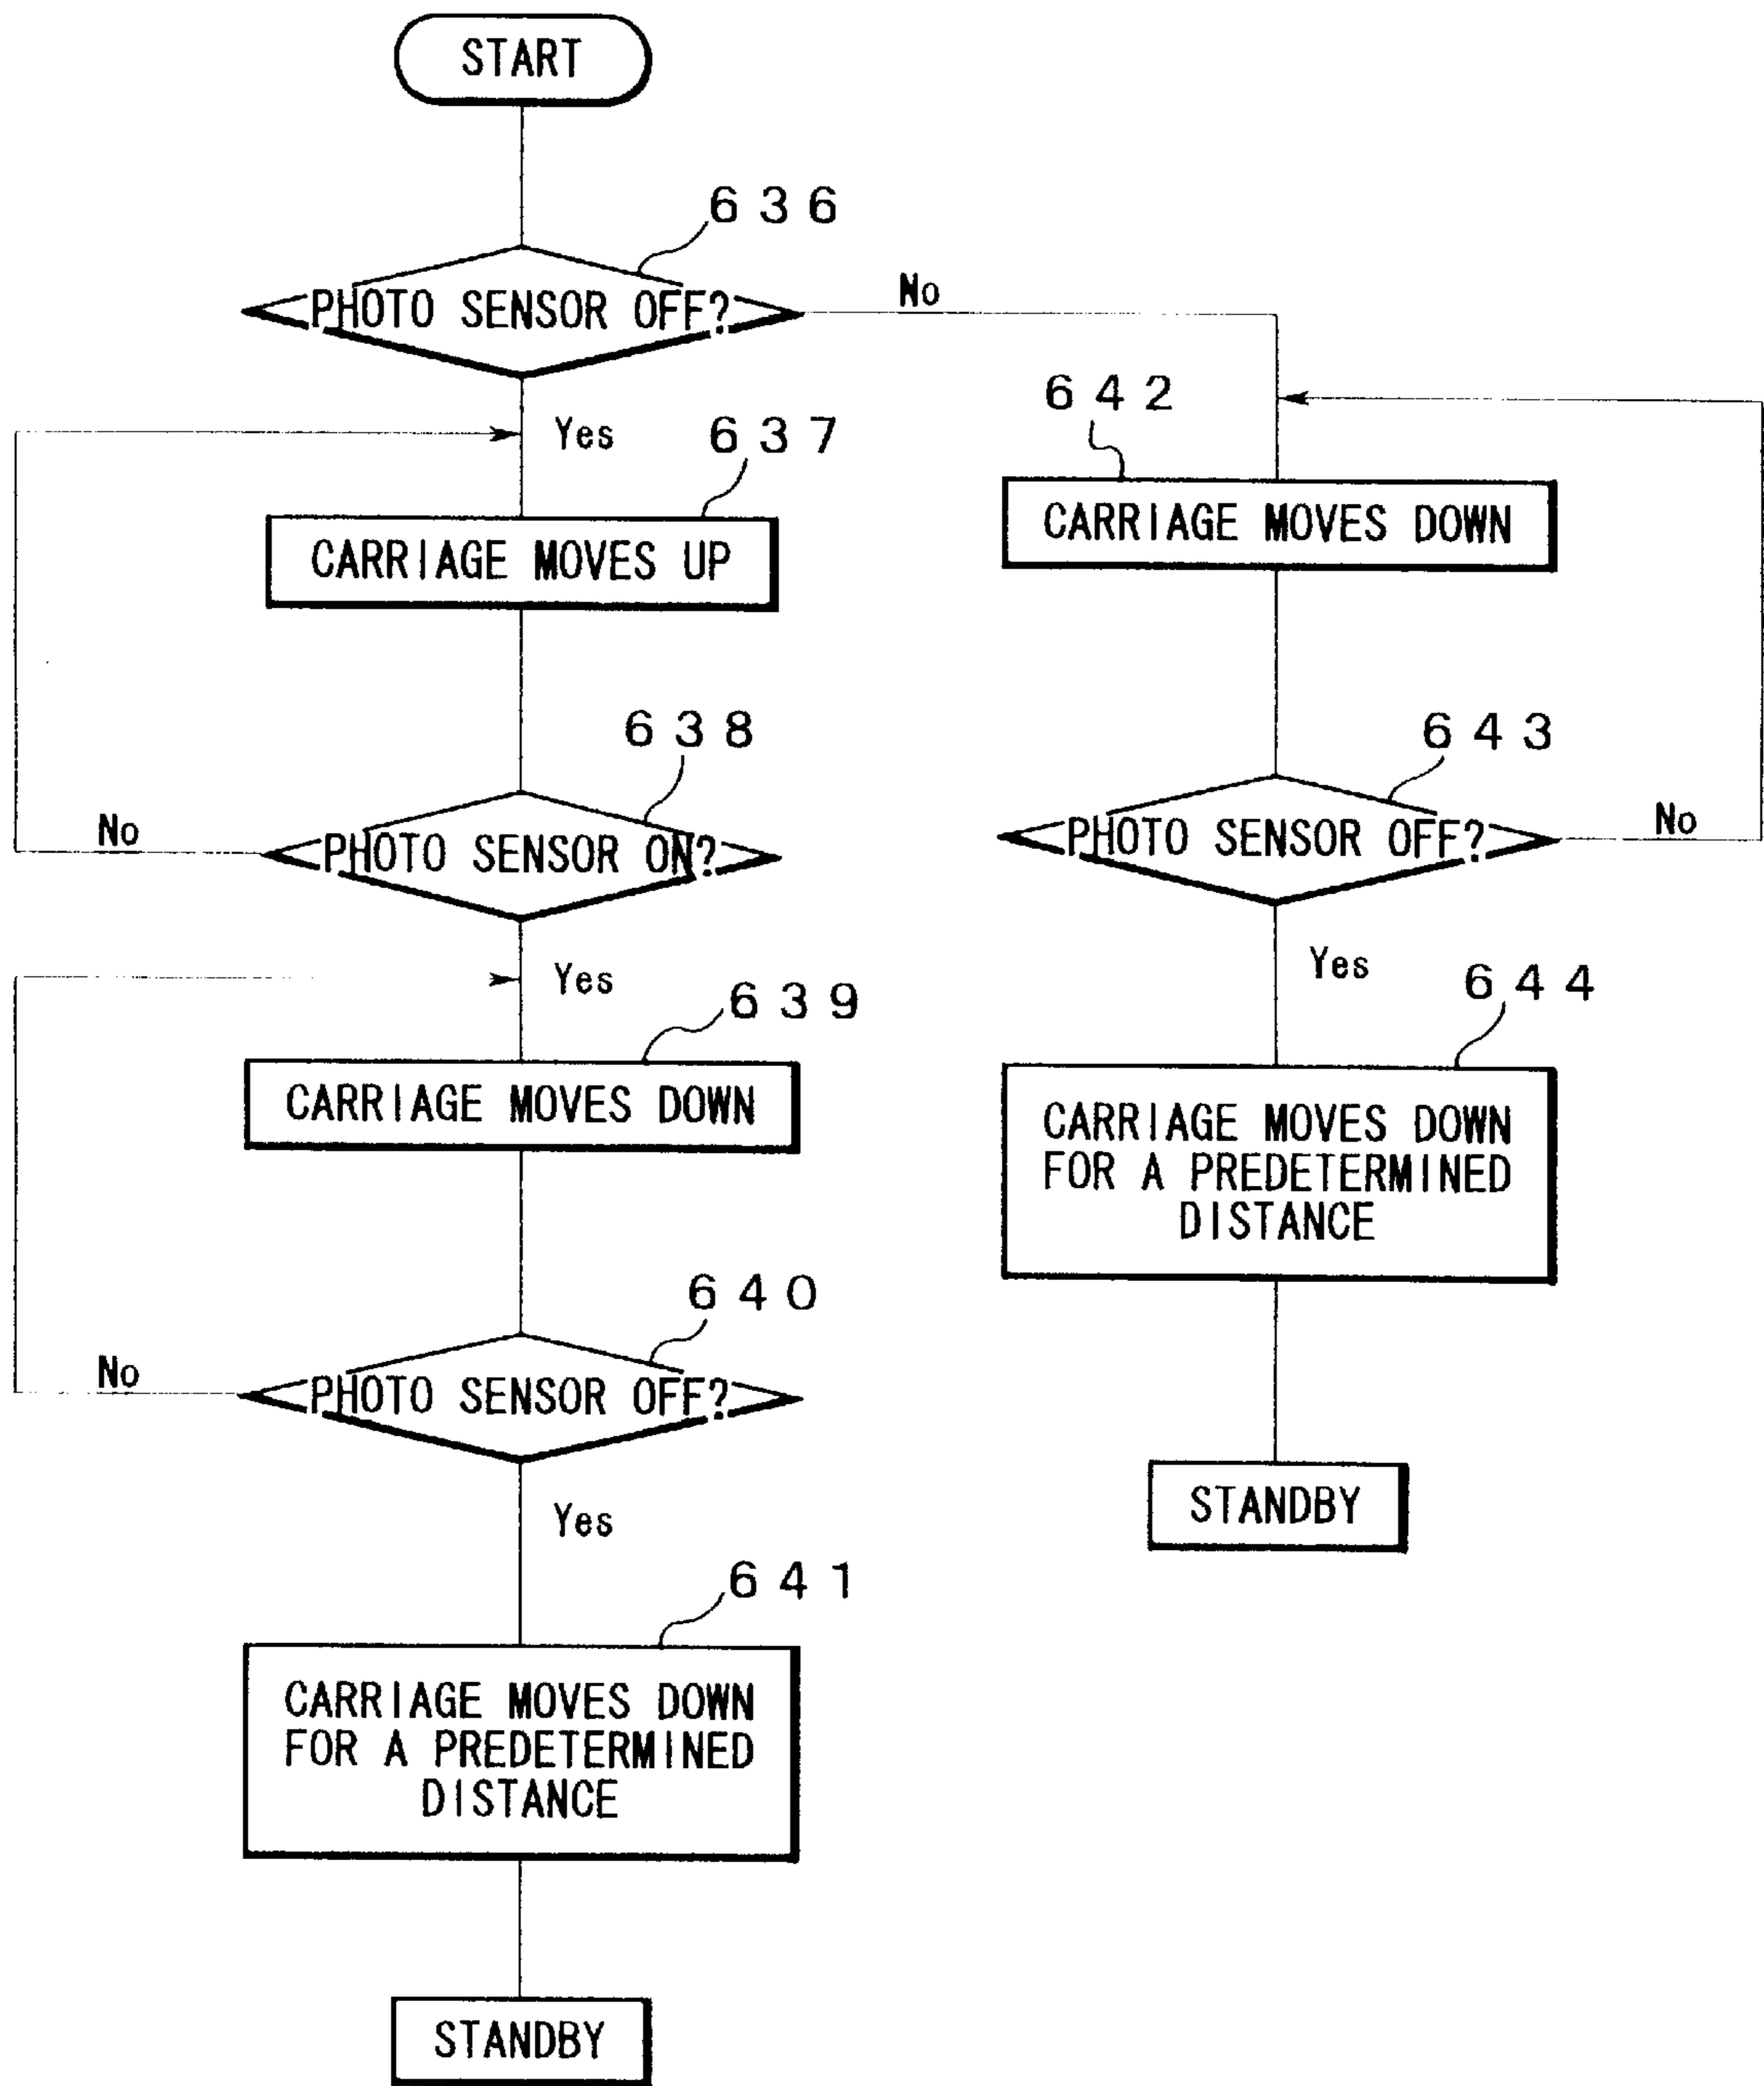 START
636
PHOTO SENSOR OFF?
No
Yes
637
CARRIAGE MOVES UP
638
PHOTO SENSOR ON?
No
Yes
639
CARRIAGE MOVES DOWN
640
PHOTO SENSOR OFF?
No
Yes
641
CARRIAGE MOVES DOWN
FOR A PREDETERMINED
DISTANCE
STANDBY
642
CARRIAGE MOVES DOWN
643
PHOTO SENSOR OFF?
No
Yes
644
CARRIAGE MOVES DOWN
FOR A PREDETERMINED
DISTANCE
STANDBY